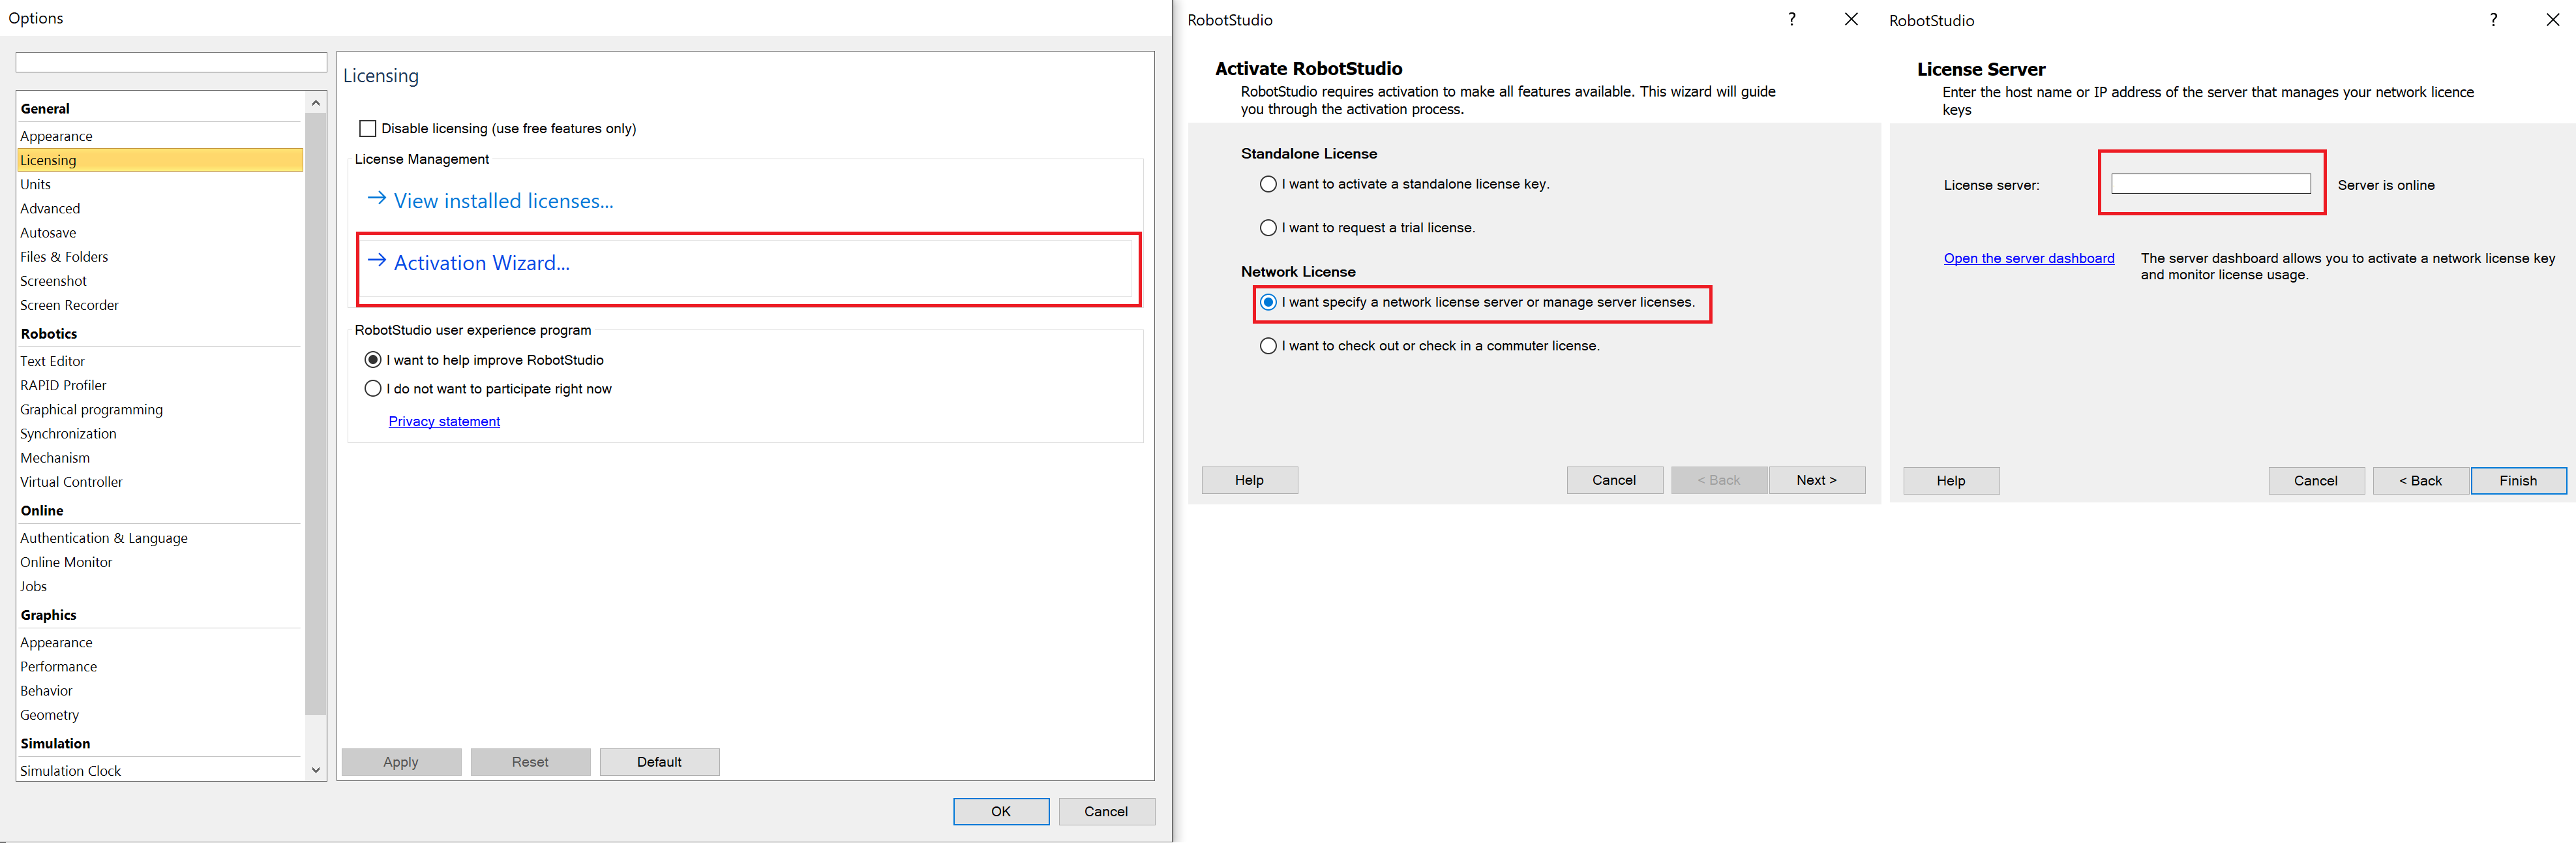 Options
General
Appearance
Licensing
Units
Advanced
Autosave
Files & Folders
Screenshot
Screen Recorder
Robotics
Text Editor
RAPID Profiler
Graphical programming
Synchronization
Mechanism
Virtual Controller
Online
Authentication & Language
Online Monitor
Jobs
Graphics
Appearance
Performance
Behavior
Geometry
Simulation
Simulation Clock
Licensing
Disable licensing (use free features only)
License Management
View installed licenses...
Activation Wizard...
RobotStudio user experience program
I want to help improve RobotStudio
I do not want to participate right now
Privacy statement
Apply Reset Default
OK Cancel
RobotStudio ?
Activate RobotStudio
RobotStudio requires activation to make all features available. This wizard will guide
you through the activation process.
Standalone License
I want to activate a standalone license key.
I want to request a trial license.
Network License
I want specify a network license server or manage server licenses.
I want to check out or check in a commuter license.
Help Cancel < Back Next >
RobotStudio ?
License Server
Enter the host name or IP address of the server that manages your network licence
keys
License server: Server is online
Open the server dashboard The server dashboard allows you to activate a network license key
and monitor license usage.
Help Cancel < Back Finish